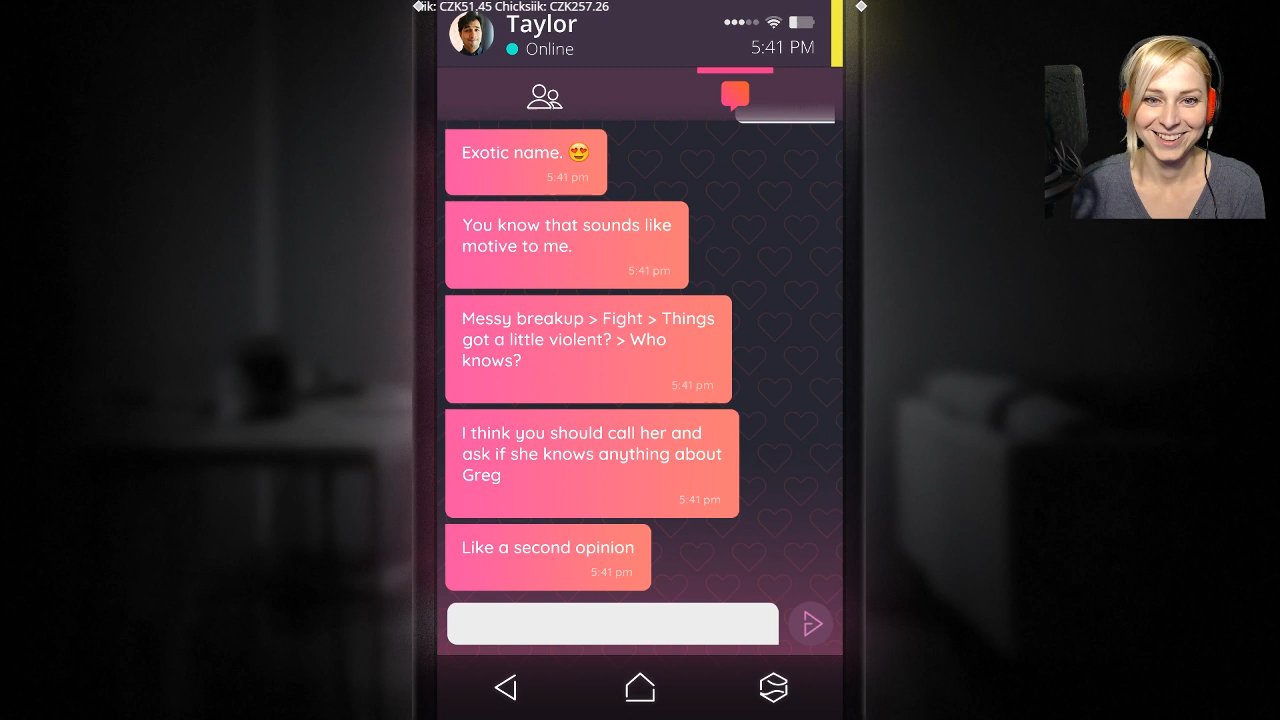 iik: CZK51.45 Chicksiik: CZK257.26
Taylor
Online
5:41 PM
Exotic name. 😍
5:41 pm
You know that sounds like
motive to me.
5:41 pm
Messy breakup > Fight > Things
got a little violent? > Who
knows?
5:41 pm
I think you should call her and
ask if she knows anything about
Greg
5:41 pm
Like a second opinion
5:41 pm